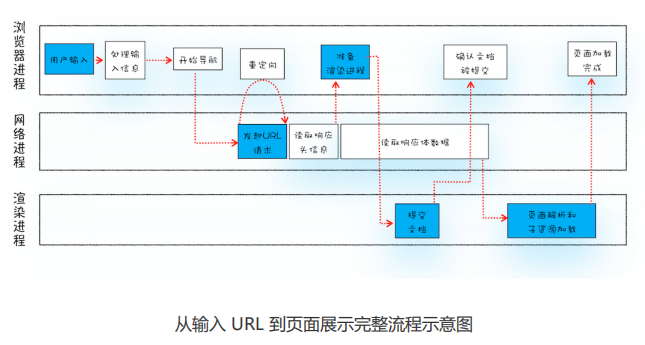 浏览器进程
用户输入
处理输
入信息
开始导航
重定向
准备
渲染进程
确认文档
被提交
页面加载
完成
网络进程
发起URL
请求
读取响应
头信息
读取响应体数据
渲染进程
提交
文档
页面解析和
子资源加载
从输入 URL 到页面展示完整流程示意图